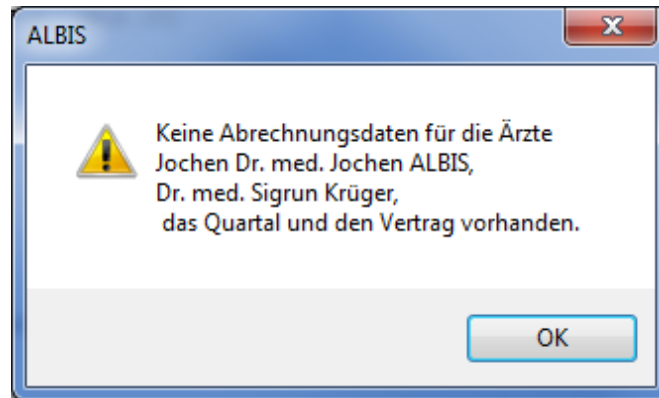 ALBIS
Keine Abrechnungsdaten für die Ärzte
Jochen Dr. med. Jochen ALBIS,
Dr. med. Sigrun Krüger,
das Quartal und den Vertrag vorhanden.
OK